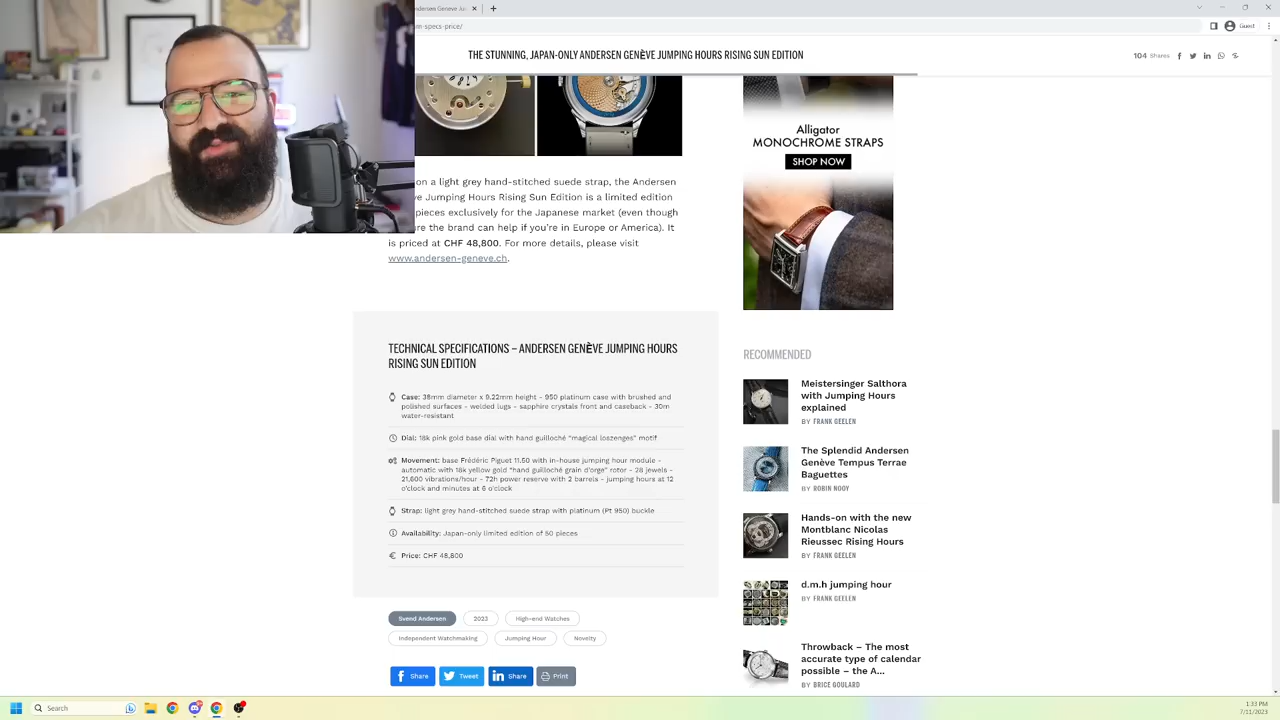 Andersen Geneve Ju
m-specs-price/
Guest
THE STUNNING, JAPAN-ONLY ANDERSEN GENÈVE JUMPING HOURS RISING SUN EDITION
104 Shares
Alligator
MONOCHROME STRAPS
SHOP NOW
on a light grey hand-stitched suede strap, the Andersen
ve Jumping Hours Rising Sun Edition is a limited edition
pieces exclusively for the Japanese market (even though
re the brand can help if you're in Europe or America). It
is priced at CHF 48,800. For more details, please visit
www.andersen-geneve.ch.
TECHNICAL SPECIFICATIONS – ANDERSEN GENÈVE JUMPING HOURS
RISING SUN EDITION
Case: 38mm diameter x 9.22mm height - 950 platinum case with brushed and
polished surfaces - welded lugs - sapphire crystals front and caseback - 30m
water-resistant
Dial: 18k pink gold base dial with hand guilloché "magical lozenges" motif
Movement: base Frédéric Piguet 11.50 with in-house jumping hour module -
automatic with 18k yellow gold "hand guilloché grain d'orge" rotor - 28 jewels -
21,600 vibrations/hour - 72h power reserve with 2 barrels - jumping hours at 12
o'clock and minutes at 6 o'clock
Strap: light grey hand-stitched suede strap with platinum (Pt 950) buckle
Availability: Japan-only limited edition of 50 pieces
Price: CHF 48,800
Svend Andersen
2023
High-end Watches
Independent Watchmaking
Jumping Hour
Novelty
Share
Tweet
Share
Print
RECOMMENDED
Meistersinger Salthora
with Jumping Hours
explained
BY FRANK GEELEN
The Splendid Andersen
Genève Tempus Terrae
Baguettes
BY ROBIN NOOY
Hands-on with the new
Montblanc Nicolas
Rieussec Rising Hours
BY FRANK GEELEN
d.m.h jumping hour
BY FRANK GEELEN
Throwback – The most
accurate type of calendar
possible – the A...
BY BRICE GOULARD
Search
1:33 PM
7/11/2023